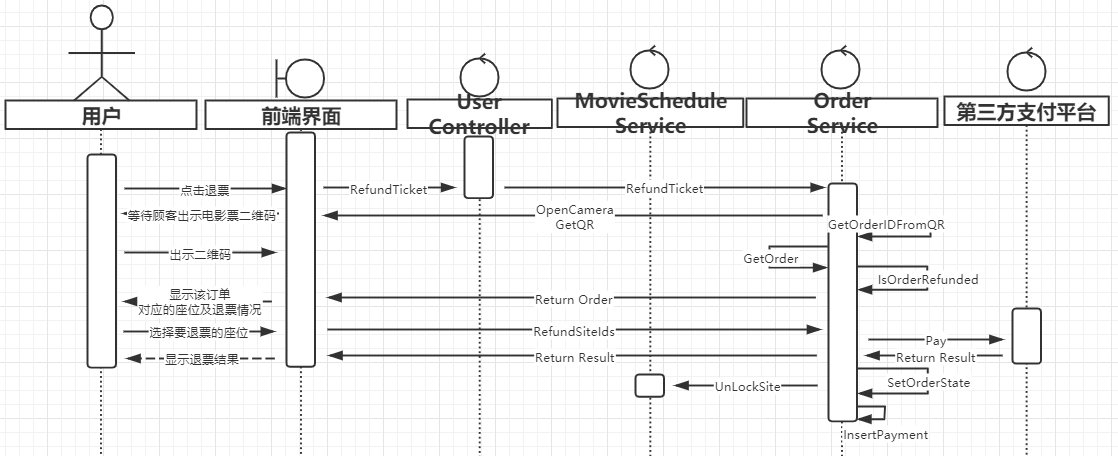 用户
前端界面
User
Controller
MovieSchedule
Service
Order
Service
第三方支付平台
点击退票
RefundTicket
RefundTicket
等待顾客出示电影票二维码
OpenCamera
GetQR
GetOrderIDFromQR
出示二维码
GetOrder
IsOrderRefunded
显示该订单
对应的座位及退票情况
Return Order
选择要退票的座位
RefundSiteIds
Pay
显示退票结果
Return Result
Return Result
UnLockSite
SetOrderState
InsertPayment